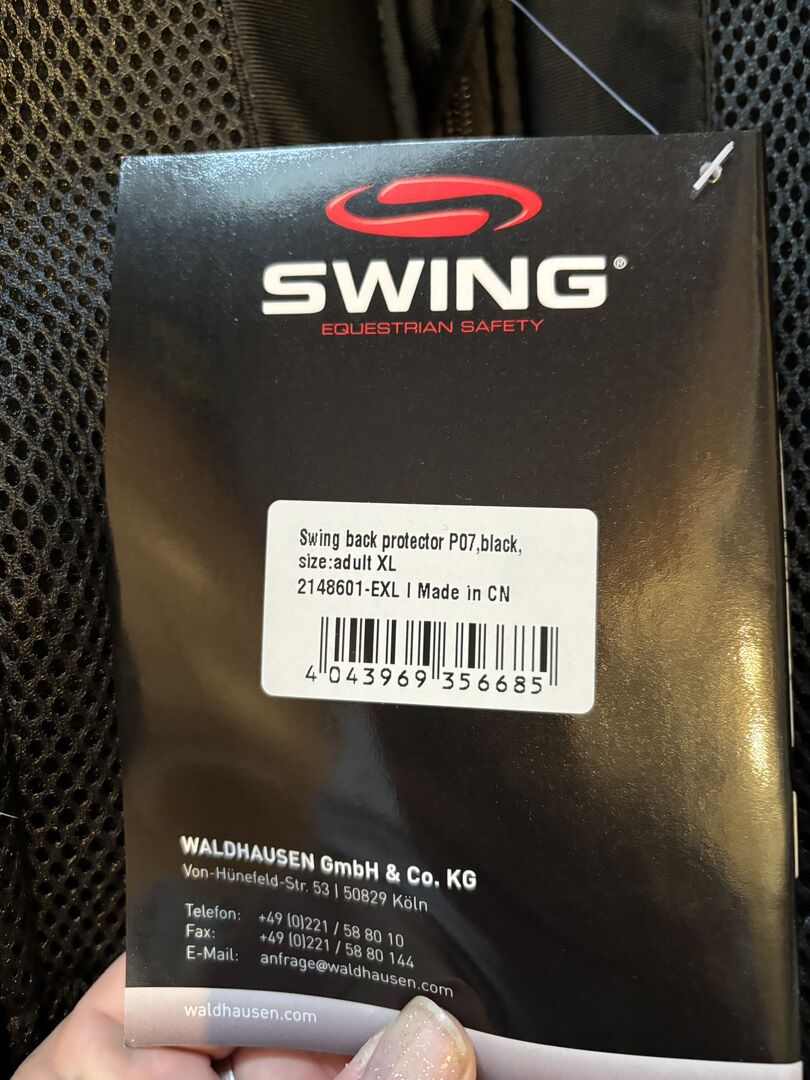 SWING®
EQUESTRIAN SAFETY
Swing back protector P07,black,
size:adult XL
2148601-EXL I Made in CN
4 043969 356685
WALDHAUSEN GmbH & Co. KG
Von-Hünefeld-Str. 53 | 50829 Köln
Telefon: +49 (0)221 / 58 80 10
Fax: +49 (0)221 / 58 80 144
E-Mail: anfrage@waldhausen.com
waldhausen.com